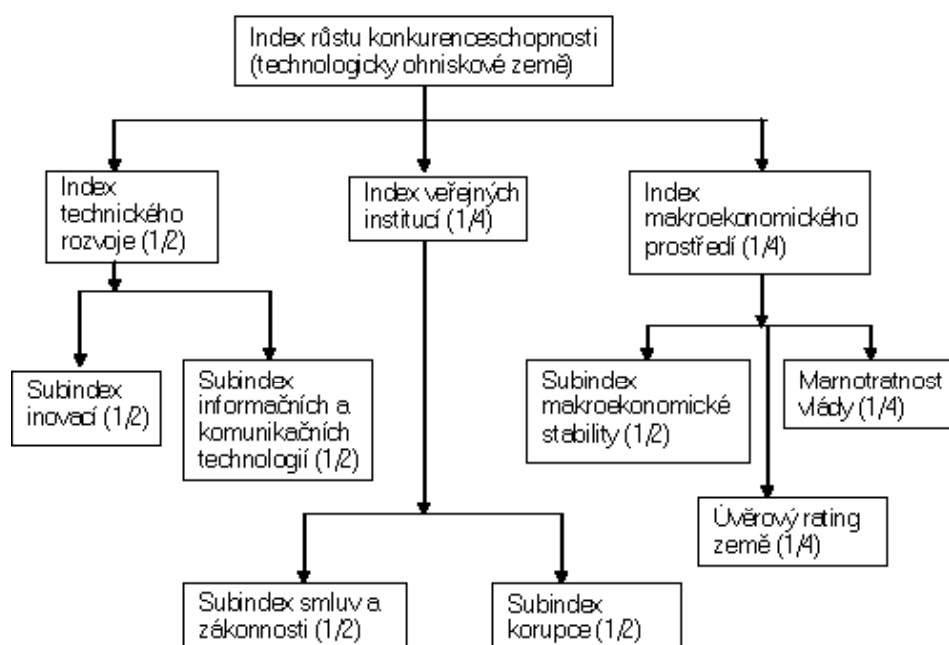 Index růstu konkurenceschopnosti
(technologicky ohniskové země)
Index
technického
rozvoje (1/2)
Index veřejných
institucí (1/4)
Index
makroekonomického
prostředí (1/4)
Subindex
inovací (1/2)
Subindex
informačních a
komunikačních
technologií (1/2)
Subindex
makroekonomické
stability (1/2)
Marnotratnost
vlády (1/4)
Úvěrový rating
země (1/4)
Subindex smluv a
zákonnosti (1/2)
Subindex
korupce (1/2)